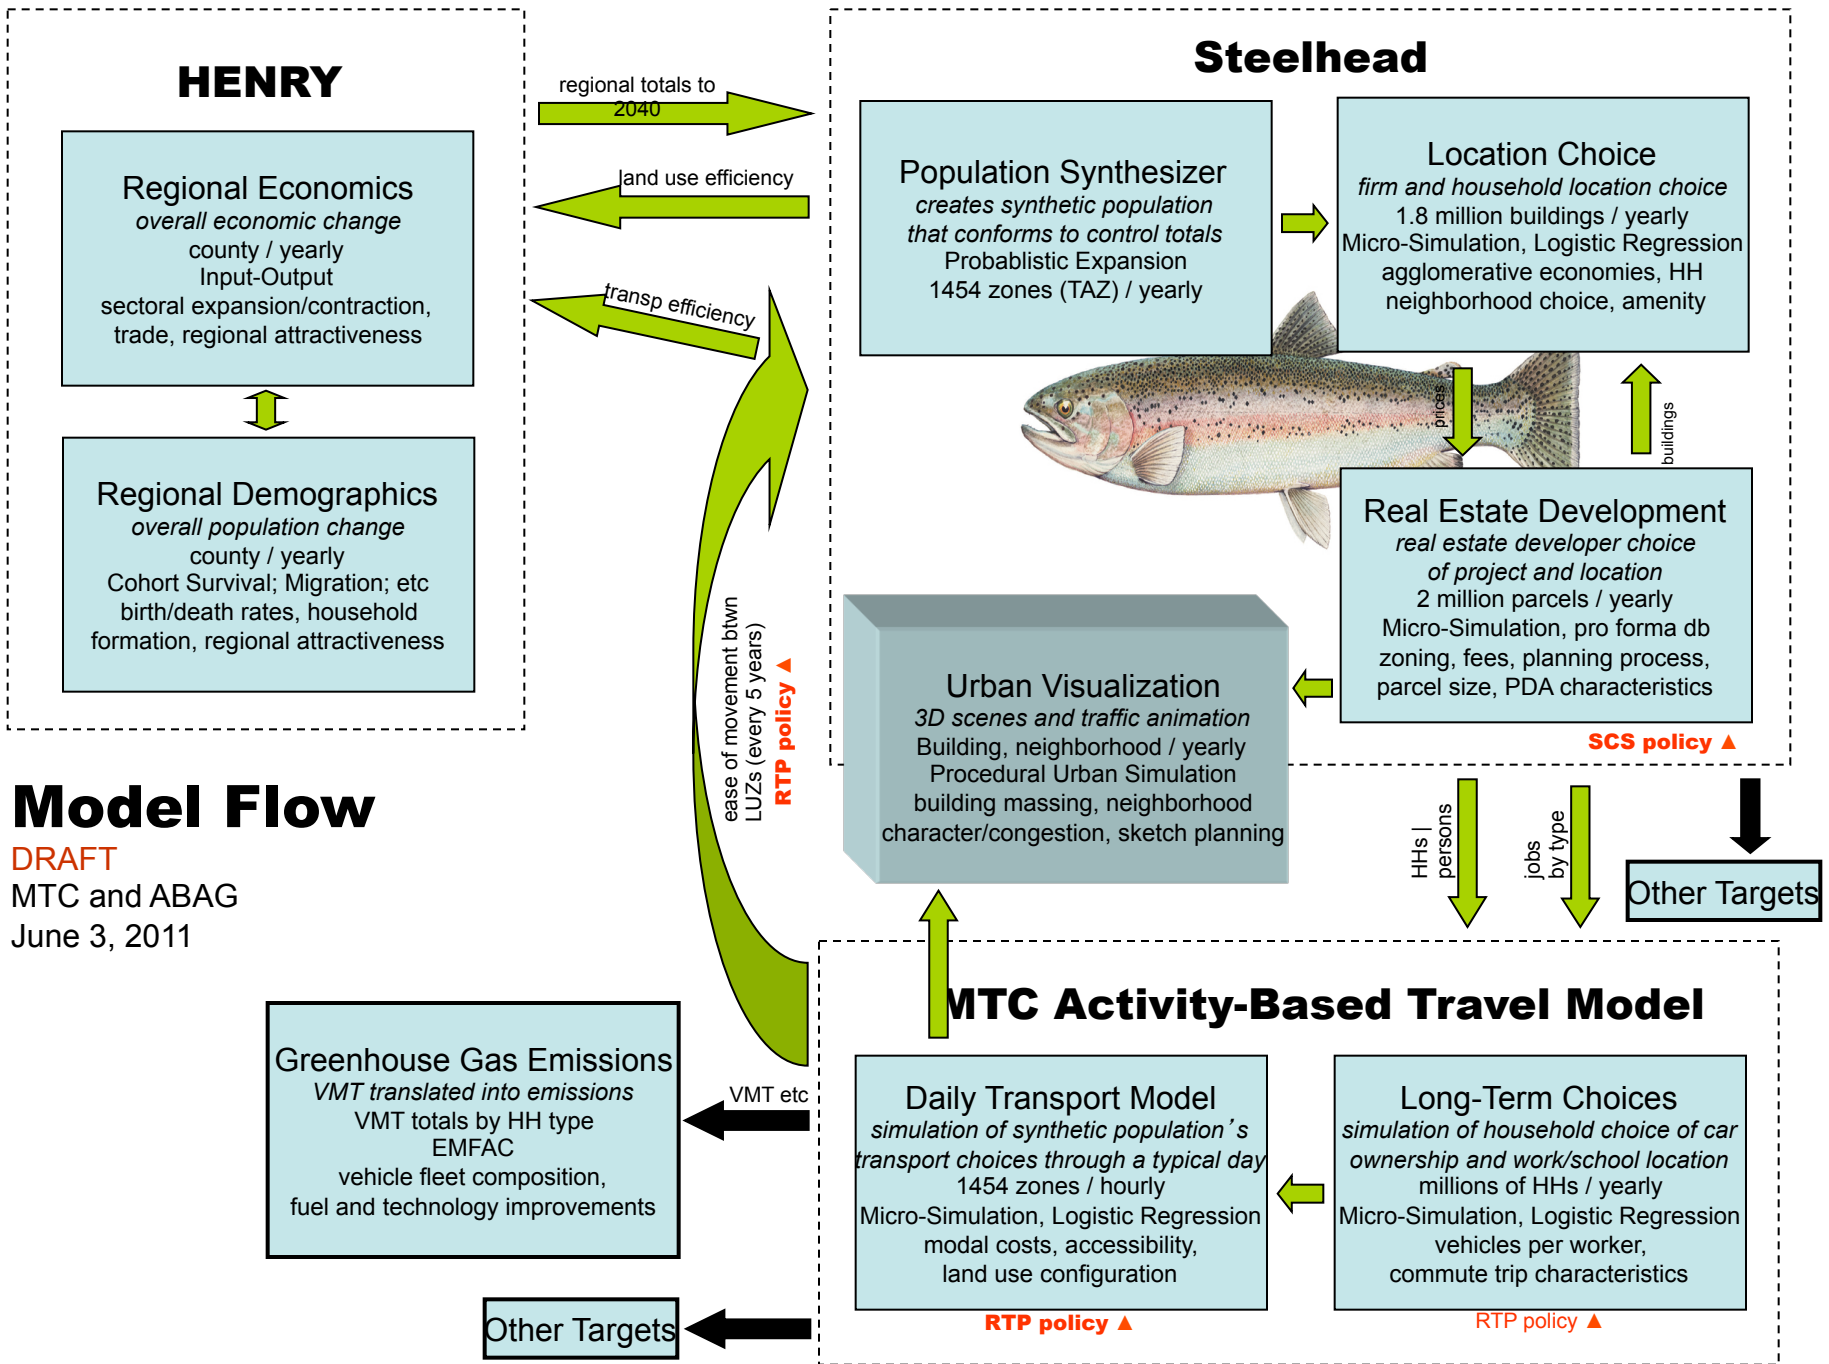 HENRY
Regional Economics
overall economic change
county / yearly
Input-Output
sectoral expansion/contraction,
trade, regional attractiveness
Regional Demographics
overall population change
county / yearly
Cohort Survival; Migration; etc
birth/death rates, household
formation, regional attractiveness
regional totals to
2040
land use efficiency
transp efficiency
ease of movement btwn
LUZs (every 5 years)
RTP policy ▲
Steelhead
Population Synthesizer
creates synthetic population
that conforms to control totals
Probablistic Expansion
1454 zones (TAZ) / yearly
Location Choice
firm and household location choice
1.8 million buildings / yearly
Micro-Simulation, Logistic Regression
agglomerative economies, HH
neighborhood choice, amenity
prices
buildings
Real Estate Development
real estate developer choice
of project and location
2 million parcels / yearly
Micro-Simulation, pro forma db
zoning, fees, planning process,
parcel size, PDA characteristics
SCS policy ▲
Urban Visualization
3D scenes and traffic animation
Building, neighborhood / yearly
Procedural Urban Simulation
building massing, neighborhood
character/congestion, sketch planning
Model Flow
DRAFT
MTC and ABAG
June 3, 2011
HHs |
persons
jobs
by type
Other Targets
MTC Activity-Based Travel Model
Daily Transport Model
simulation of synthetic population's
transport choices through a typical day
1454 zones / hourly
Micro-Simulation, Logistic Regression
modal costs, accessibility,
land use configuration
RTP policy ▲
Long-Term Choices
simulation of household choice of car
ownership and work/school location
millions of HHs / yearly
Micro-Simulation, Logistic Regression
vehicles per worker,
commute trip characteristics
RTP policy ▲
VMT etc
Greenhouse Gas Emissions
VMT translated into emissions
VMT totals by HH type
EMFAC
vehicle fleet composition,
fuel and technology improvements
Other Targets